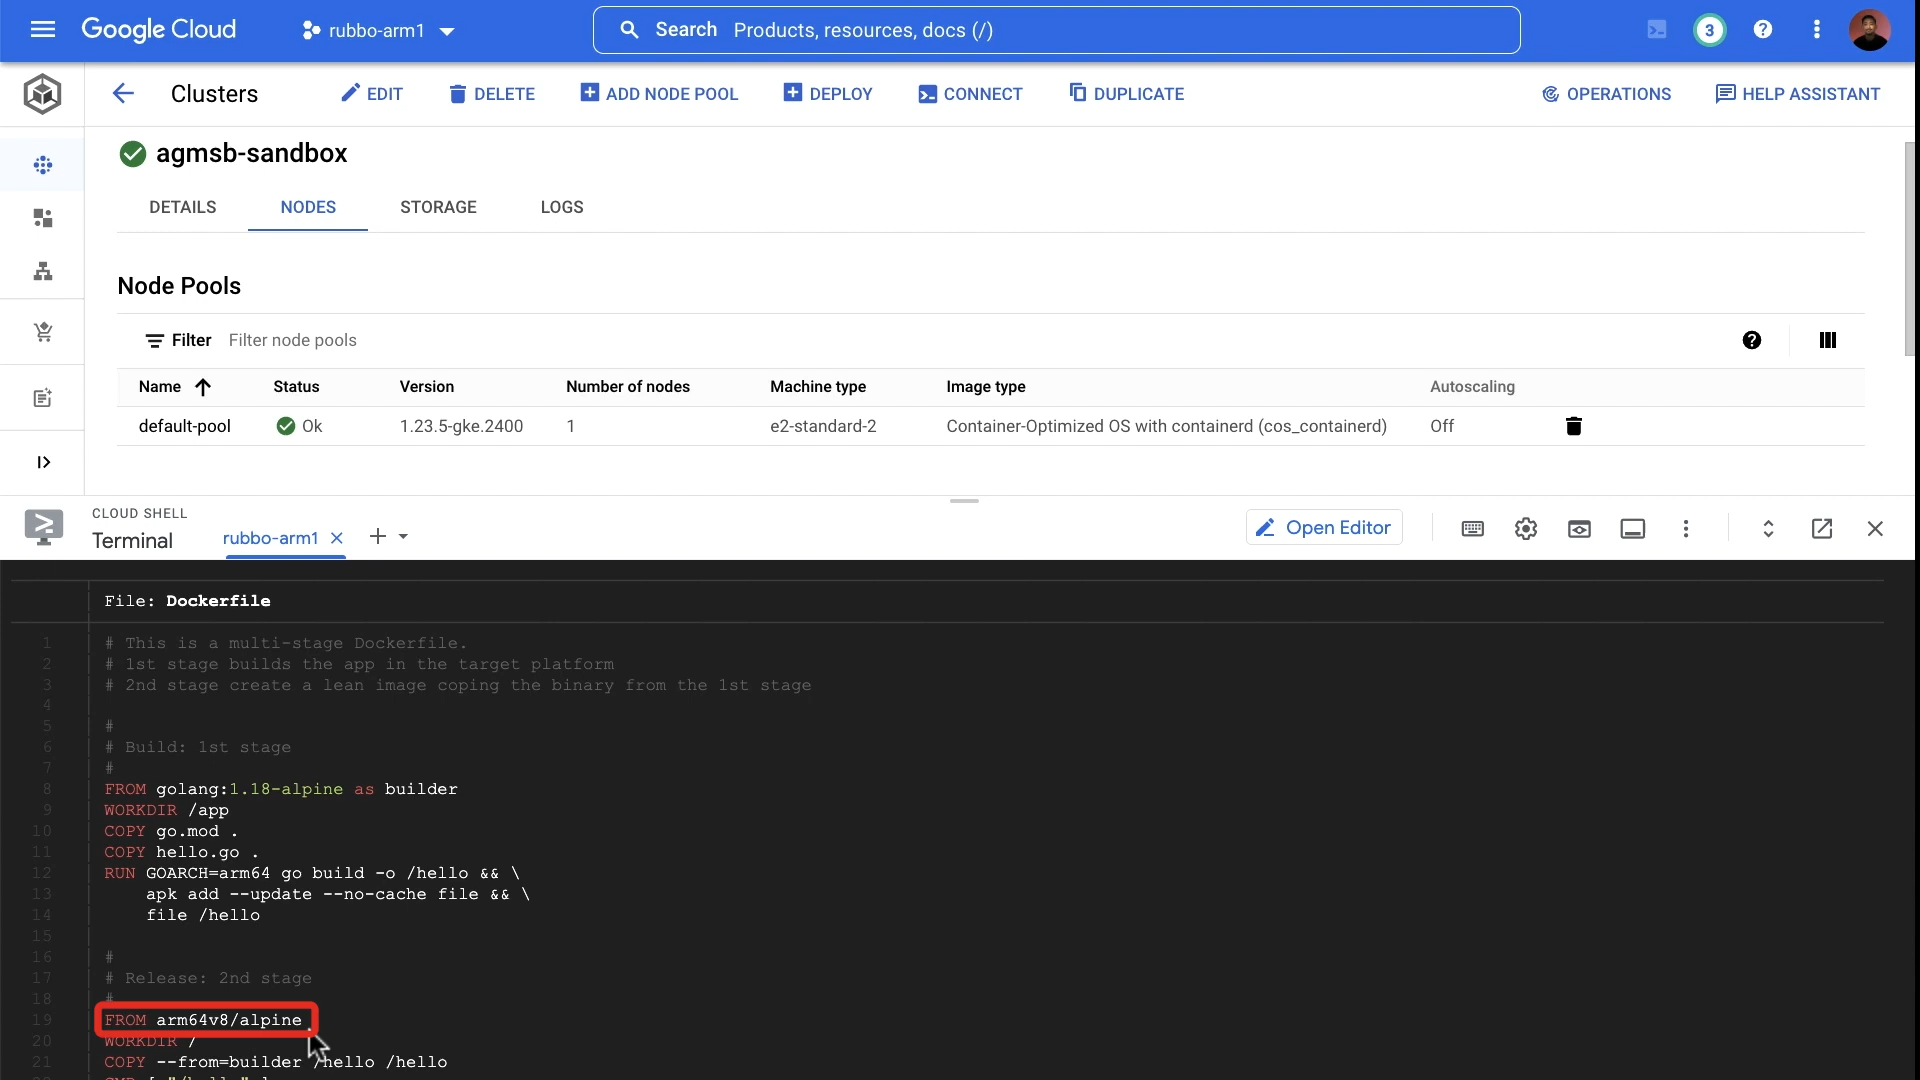 Google Cloud
rubbo-arm1
Search Products, resources, docs (/)
3
Clusters
EDIT
DELETE
ADD NODE POOL
DEPLOY
CONNECT
DUPLICATE
OPERATIONS
HELP ASSISTANT
agmsb-sandbox
DETAILS
NODES
STORAGE
LOGS
Node Pools
Filter Filter node pools
Name Status Version Number of nodes Machine type Image type Autoscaling
default-pool Ok 1.23.5-gke.2400 1 e2-standard-2 Container-Optimized OS with containerd (cos_containerd) Off
CLOUD SHELL
Terminal
rubbo-arm1
Open Editor
File: Dockerfile
1 # This is a multi-stage Dockerfile.
2 # 1st stage builds the app in the target platform
3 # 2nd stage create a lean image coping the binary from the 1st stage
4
5 #
6 # Build: 1st stage
7 #
8 FROM golang:1.18-alpine as builder
9 WORKDIR /app
10 COPY go.mod .
11 COPY hello.go .
12 RUN GOARCH=arm64 go build -o /hello && \
13 apk add --update --no-cache file && \
14 file /hello
15
16 #
17 # Release: 2nd stage
18 #
19 FROM arm64v8/alpine
20 WORKDIR /
21 COPY --from=builder /hello /hello